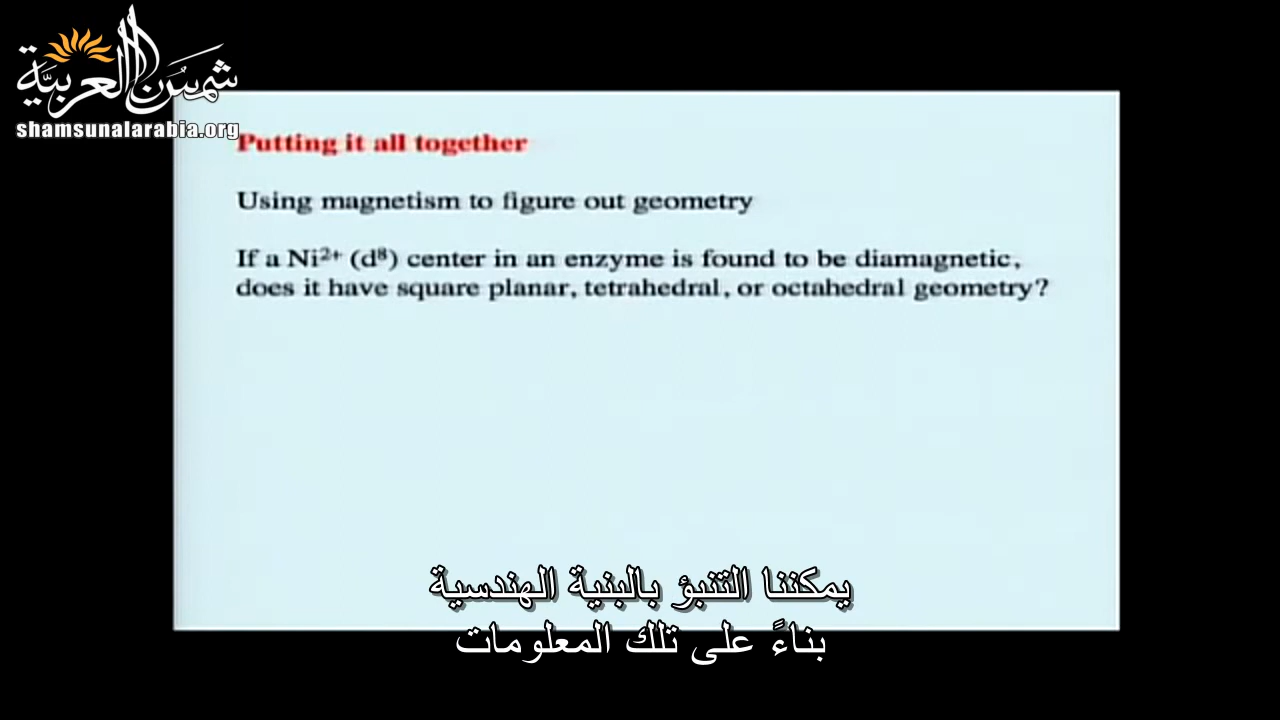 شمس العربية
shamsunalarabia.org
Putting it all together
Using magnetism to figure out geometry
If a Ni²⁺ (d⁸) center in an enzyme is found to be diamagnetic,
does it have square planar, tetrahedral, or octahedral geometry?
يمكننا التنبؤ بالبنية الهندسية
بناءً على تلك المعلومات